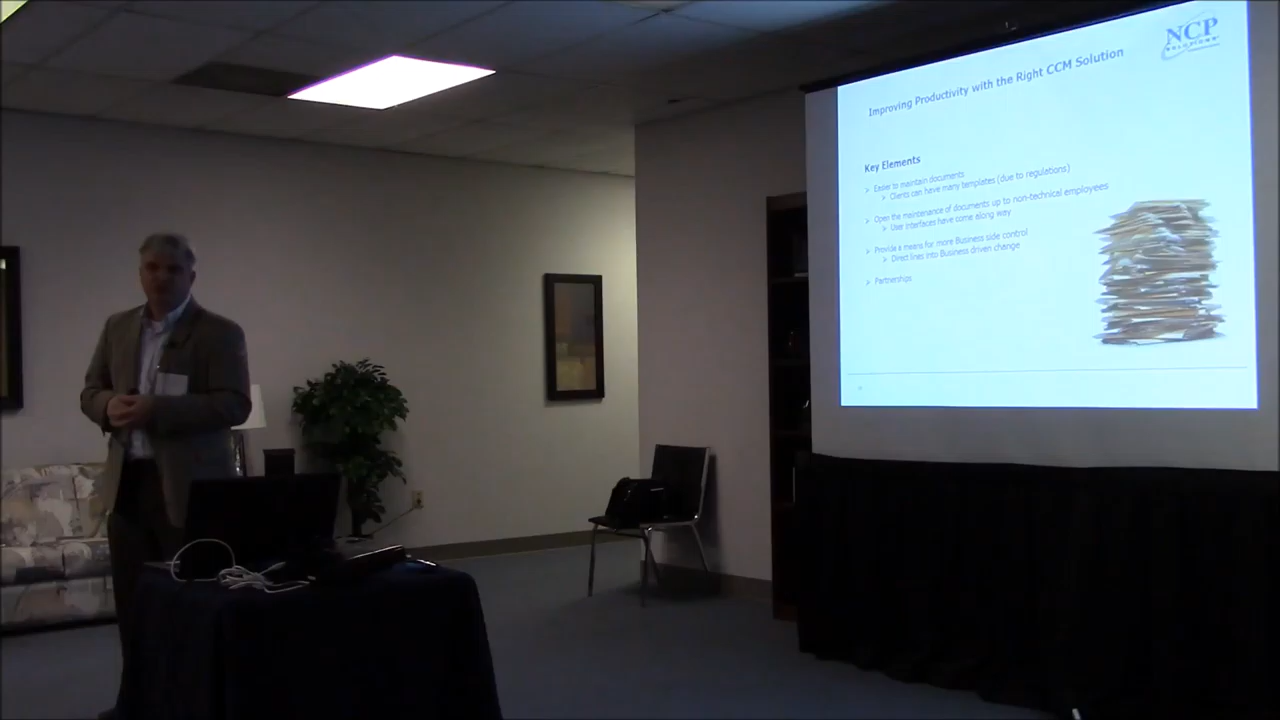 NCP
SOLUTIONS
Improving Productivity with the Right CCM Solution
Key Elements
> Easier to maintain documents
> Clients can have many templates (due to regulations)
> Open the maintenance of documents up to non-technical employees
> User interfaces have come along way
> Provide a means for more Business side control
> Direct lines into Business driven change
> Partnerships